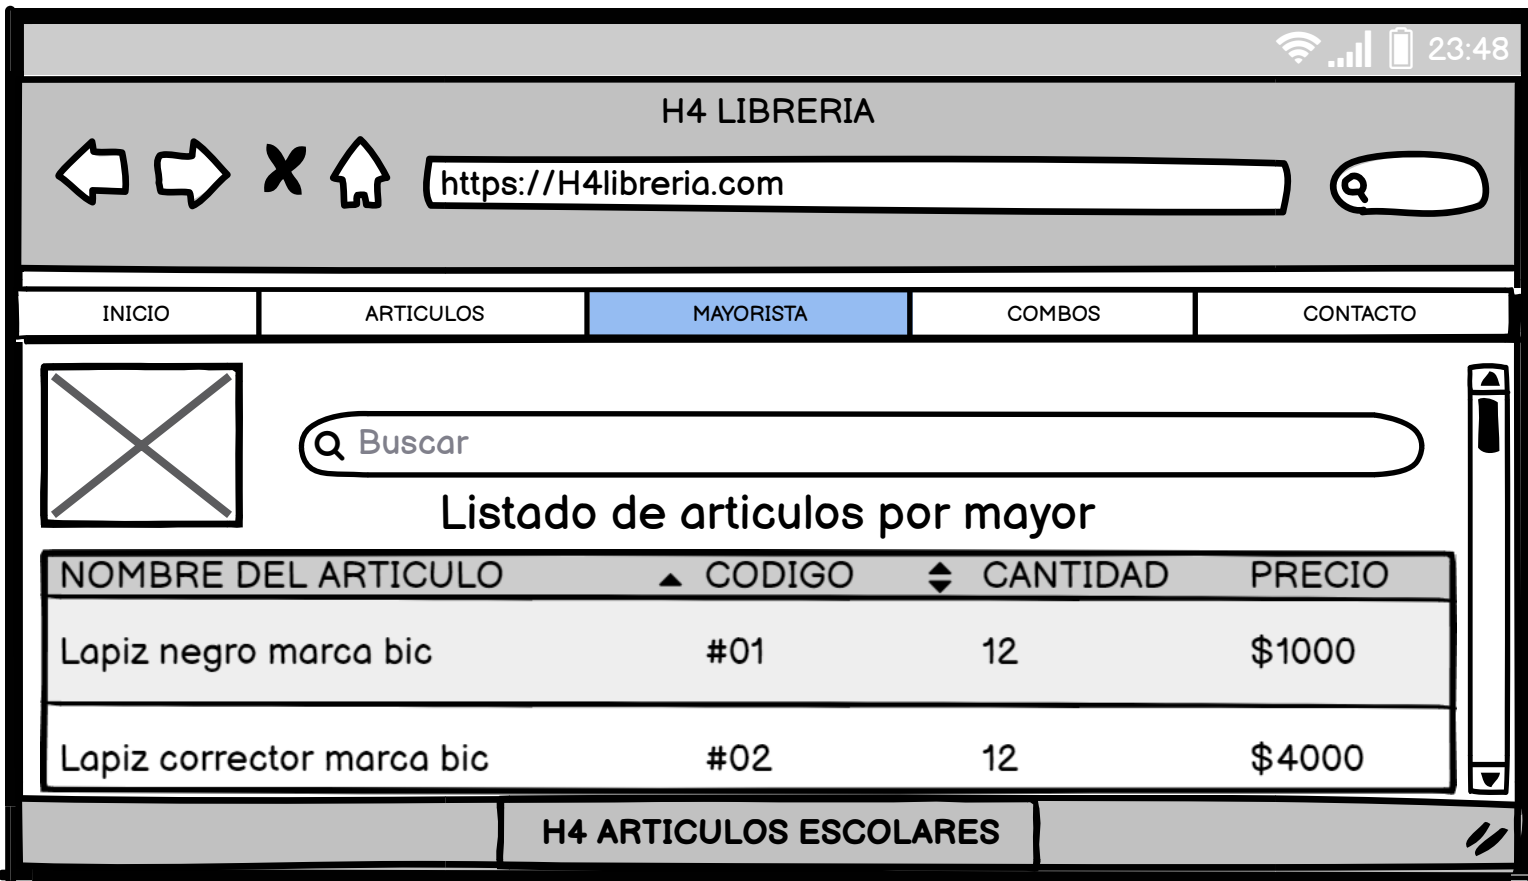 23:48
H4 LIBRERIA
https://H4libreria.com
INICIO ARTICULOS MAYORISTA COMBOS CONTACTO
Buscar
Listado de articulos por mayor
NOMBRE DEL ARTICULO CODIGO CANTIDAD PRECIO
Lapiz negro marca bic #01 12 $1000
Lapiz corrector marca bic #02 12 $4000
H4 ARTICULOS ESCOLARES